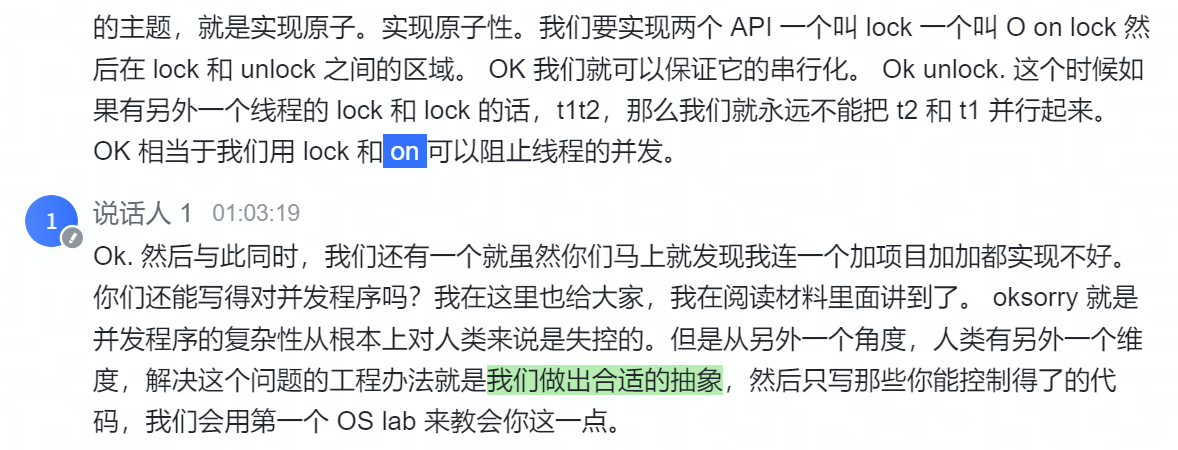 的主题，就是实现原子。实现原子性。我们要实现两个 API 一个叫 lock 一个叫 O on lock 然
后在 lock 和 unlock 之间的区域。 OK 我们就可以保证它的串行化。 Ok unlock. 这个时候如
果有另外一个线程的 lock 和 lock 的话，t1t2，那么我们就永远不能把 t2 和 t1 并行起来。
OK 相当于我们用 lock 和 on 可以阻止线程的并发。
1 说话人 1 01:03:19
Ok. 然后与此同时，我们还有一个就虽然你们马上就发现我连一个加项目加加都实现不好。
你们还能写得对并发程序吗？我在这里也给大家，我在阅读材料里面讲到了。 oksorry 就是
并发程序的复杂性从根本上对人类来说是失控的。但是从另外一个角度，人类有另外一个维
度，解决这个问题的工程办法就是我们做出合适的抽象，然后只写那些你能控制得了的代
码，我们会用第一个 OS lab 来教会你这一点。